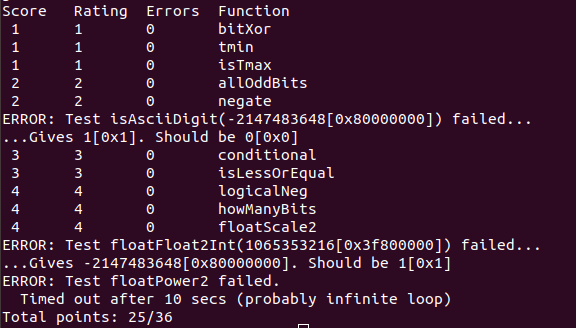 Score Rating Errors Function
1 1 0 bitXor
1 1 0 tmin
1 1 0 isTmax
2 2 0 allOddBits
2 2 0 negate
ERROR: Test isAsciiDigit(-2147483648[0x80000000]) failed...
...Gives 1[0x1]. Should be 0[0x0]
3 3 0 conditional
3 3 0 isLessOrEqual
4 4 0 logicalNeg
4 4 0 howManyBits
4 4 0 floatScale2
ERROR: Test floatFloat2Int(1065353216[0x3f800000]) failed...
...Gives -2147483648[0x80000000]. Should be 1[0x1]
ERROR: Test floatPower2 failed.
Timed out after 10 secs (probably infinite loop)
Total points: 25/36